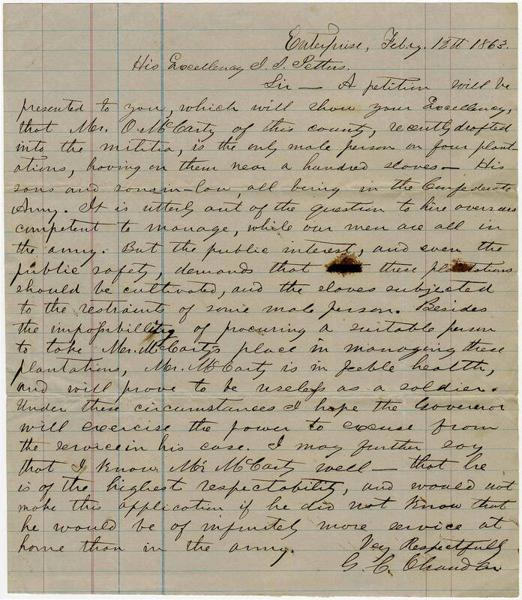 Enterprise, Feby. 12th 1863.
His Excellency J. J. Pettus.
Sir — A petition will be
presented to you, which will show your Excellency,
that Mr. O. McCarty of this county, recently drafted
into the militia, is the only male person on four plant
ations, having on them near a hundred slaves — His
sons and sons-in-law all being in the Confederate
Army. It is utterly out of the question to hire overseers
competent to manage, while our men are all in
the army. But the public interest, and even the
public safety, demands that these plantations
should be cultivated, and the slaves subjected
to the restraints of some male person. Besides
the impossibility of procuring a suitable person
to take Mr. McCarty's place in managing these
plantations, Mr. McCarty is in feeble health,
and will prove to be useless as a soldier.
Under these circumstances I hope the Governor
will exercise the power to excuse from
the service in his case. I may further say
that I know Mr McCarty well — that he
is of the highest respectability, and would not
make this application if he did not know that
he would be of infinitely more service at
home than in the army.
Very Respectfully
G. C. Chandler